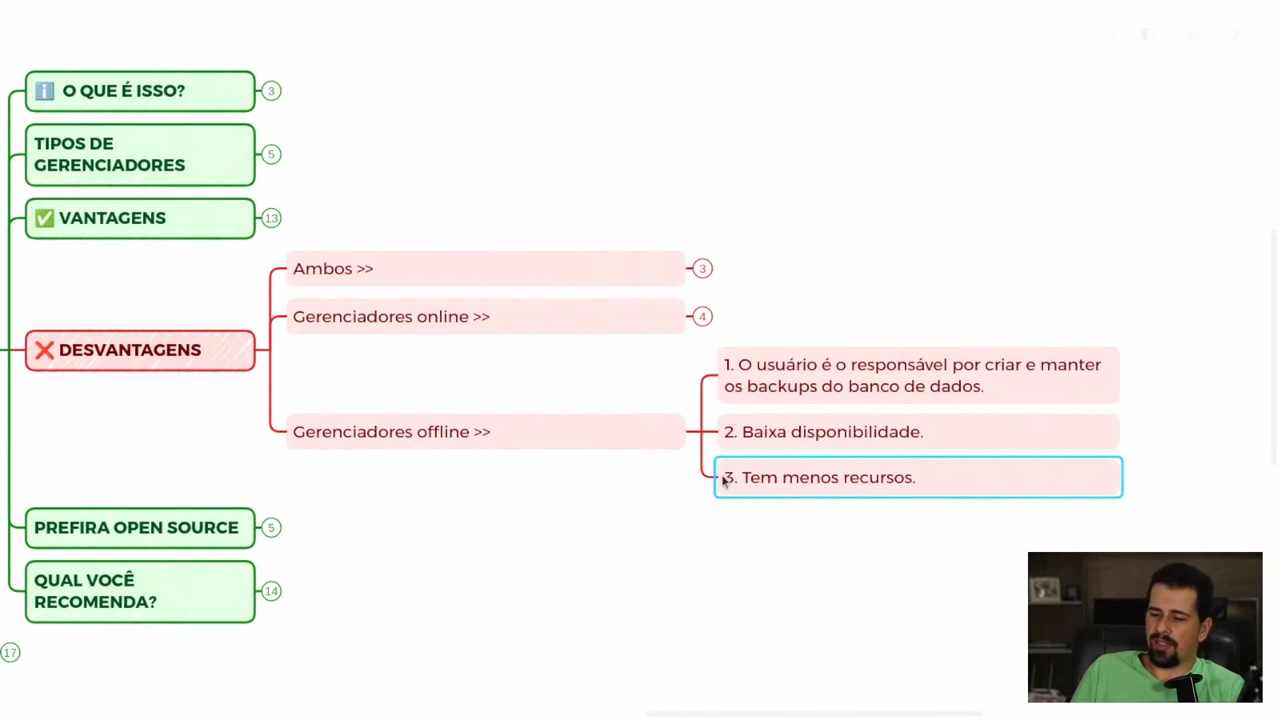 ℹ️ O QUE É ISSO?
3
TIPOS DE
GERENCIADORES
5
✅ VANTAGENS
13
❌ DESVANTAGENS
Ambos >>
3
Gerenciadores online >>
4
Gerenciadores offline >>
1. O usuário é o responsável por criar e manter
os backups do banco de dados.
2. Baixa disponibilidade.
3. Tem menos recursos.
PREFIRA OPEN SOURCE
5
QUAL VOCÊ
RECOMENDA?
14
17